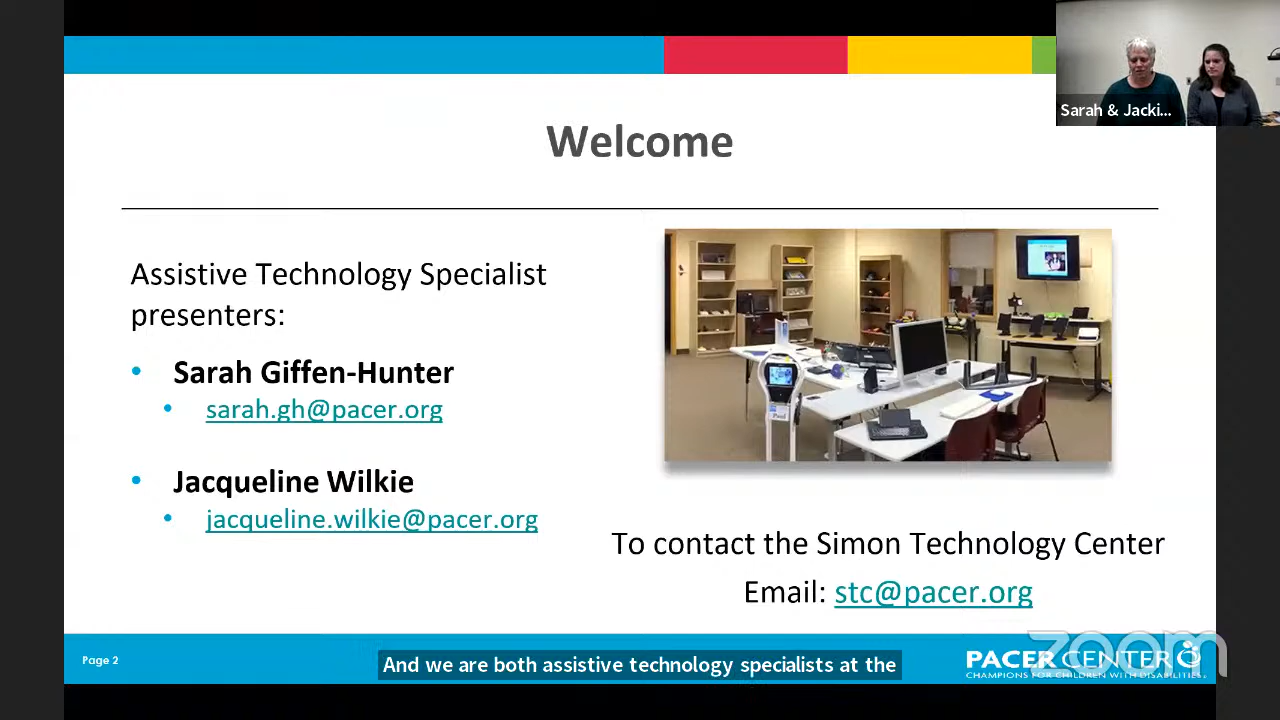 Sarah & Jacki...
Welcome
Assistive Technology Specialist
presenters:
• Sarah Giffen-Hunter
• sarah.gh@pacer.org
• Jacqueline Wilkie
• jacqueline.wilkie@pacer.org
To contact the Simon Technology Center
Email: stc@pacer.org
Page 2
And we are both assistive technology specialists at the
PACER CENTER
CHAMPIONS FOR CHILDREN WITH DISABILITIES
zoom